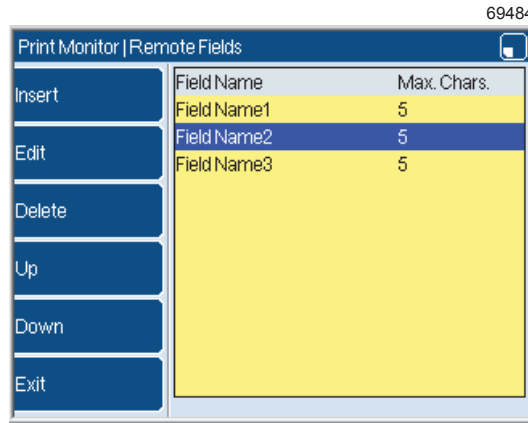 69484
Print Monitor | Remote Fields
Insert
Edit
Delete
Up
Down
Exit
Field Name Max. Chars.
Field Name1 5
Field Name2 5
Field Name3 5